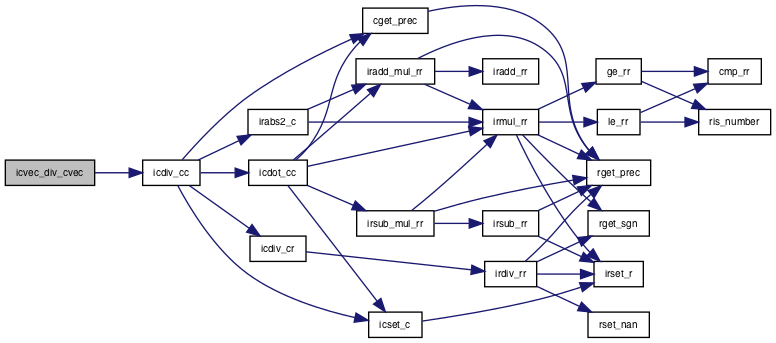 icvec_div_cvec
icdiv_cc
cget_prec
irabs2_c
icdot_cc
icdiv_cr
iradd_mul_rr
irsub_mul_rr
icset_c
iradd_rr
irmul_rr
irsub_rr
irdiv_rr
ge_rr
le_rr
rget_prec
rget_sgn
irset_r
rset_nan
cmp_rr
ris_number